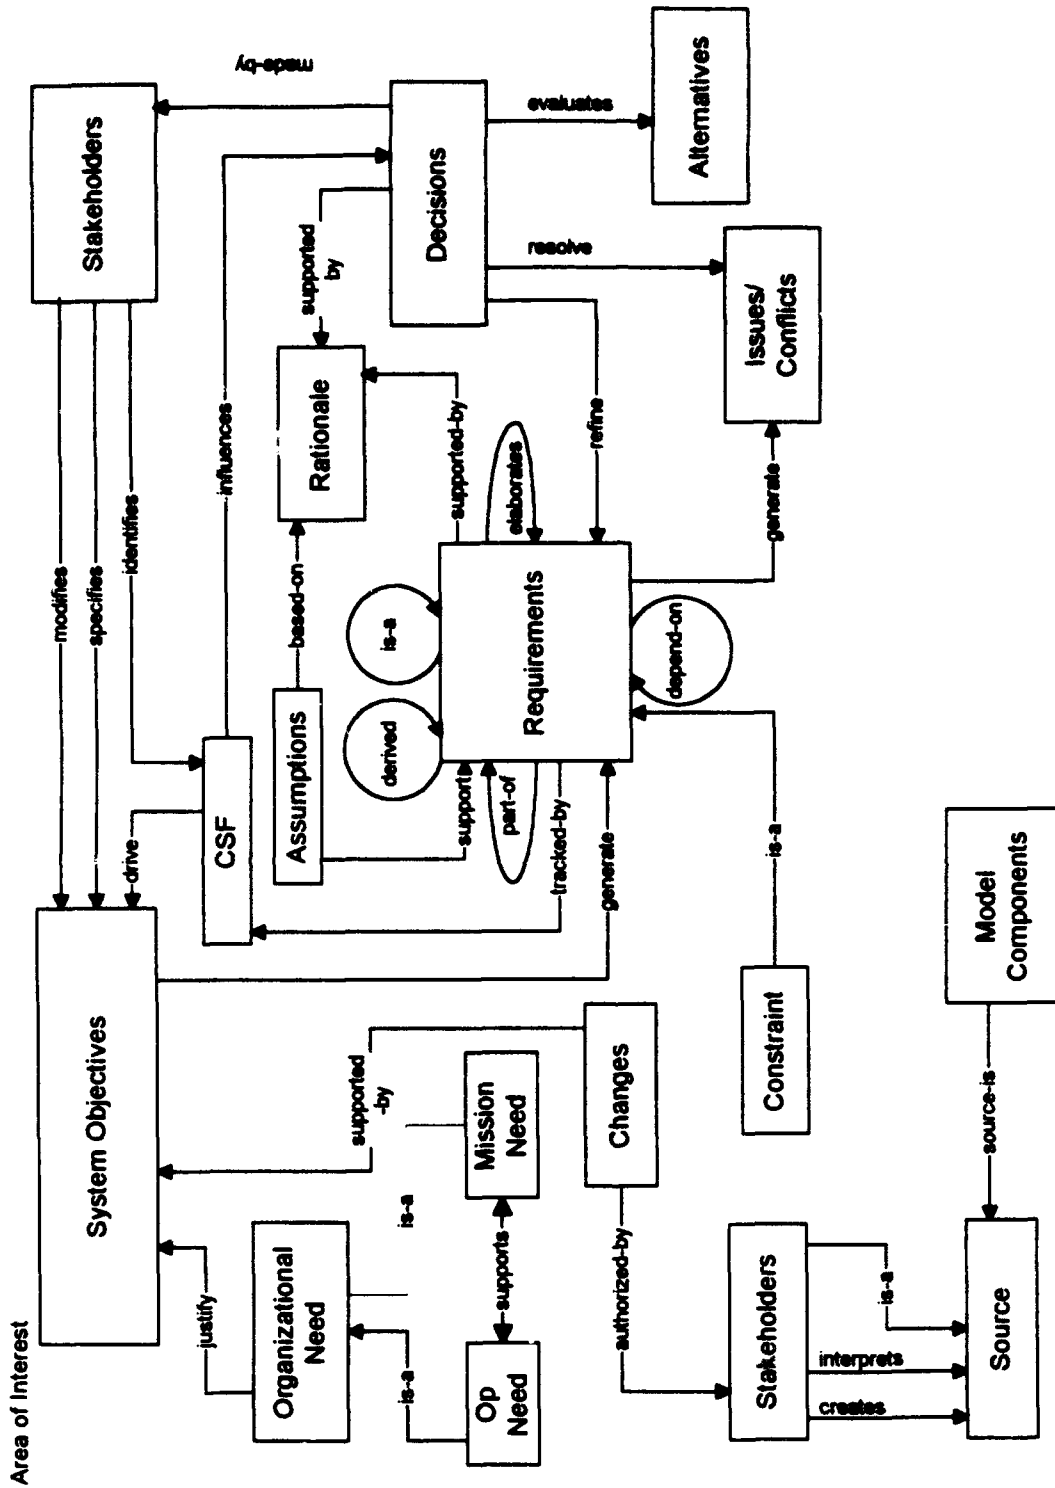 Area of Interest
System Objectives
Stakeholders
modifies
specifies
identifies
made-by
justify
drive
CSF
influences
Organizational
Need
supported
-by
is-a
Assumptions
based-on
Rationale
supported
by
Decisions
is-a
Op
Need
supports
Mission
Need
derived
is-a
support
part-of
tracked-by
generate
Requirements
supported-by
elaborates
refine
resolve
evaluates
Alternatives
Changes
authorized-by
depend-on
generate
Issues/
Conflicts
Constraint
is-a
Stakeholders
creates
interprets
is-a
Source
source-is
Model
Components